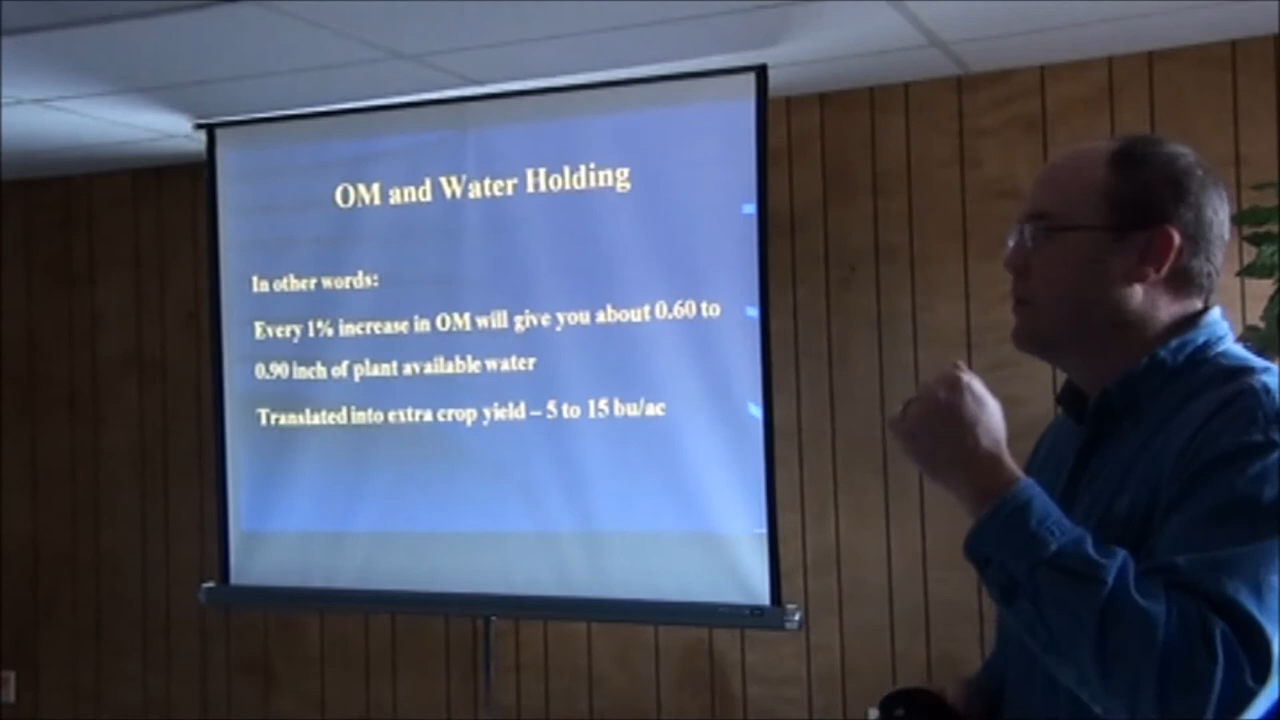 OM and Water Holding
In other words:
Every 1% increase in OM will give you about 0.60 to
0.90 inch of plant available water
Translated into extra crop yield – 5 to 15 bu/ac